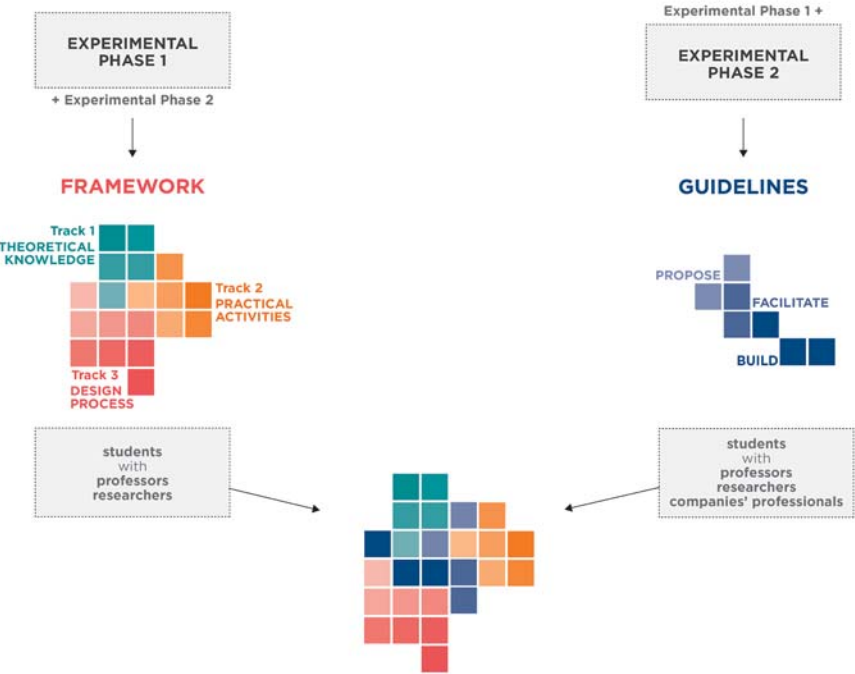 EXPERIMENTAL
PHASE 1
+ Experimental Phase 2
FRAMEWORK
Track 1
THEORETICAL
KNOWLEDGE
Track 2
PRACTICAL
ACTIVITIES
Track 3
DESIGN
PROCESS
students
with
professors
researchers
Experimental Phase 1 +
EXPERIMENTAL
PHASE 2
GUIDELINES
PROPOSE
FACILITATE
BUILD
students
with
professors
researchers
companies' professionals